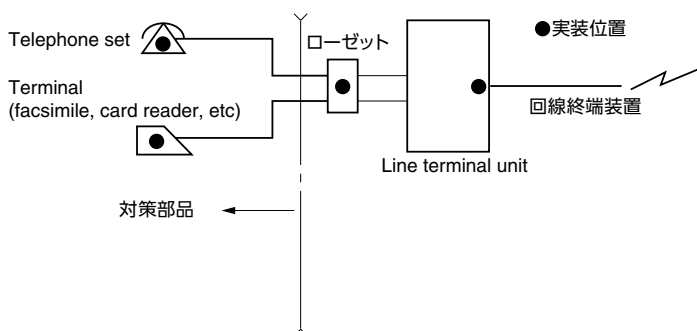 Telephone set
ローゼット
●実装位置
Terminal
(facsimile, card reader, etc)
回線終端装置
Line terminal unit
対策部品